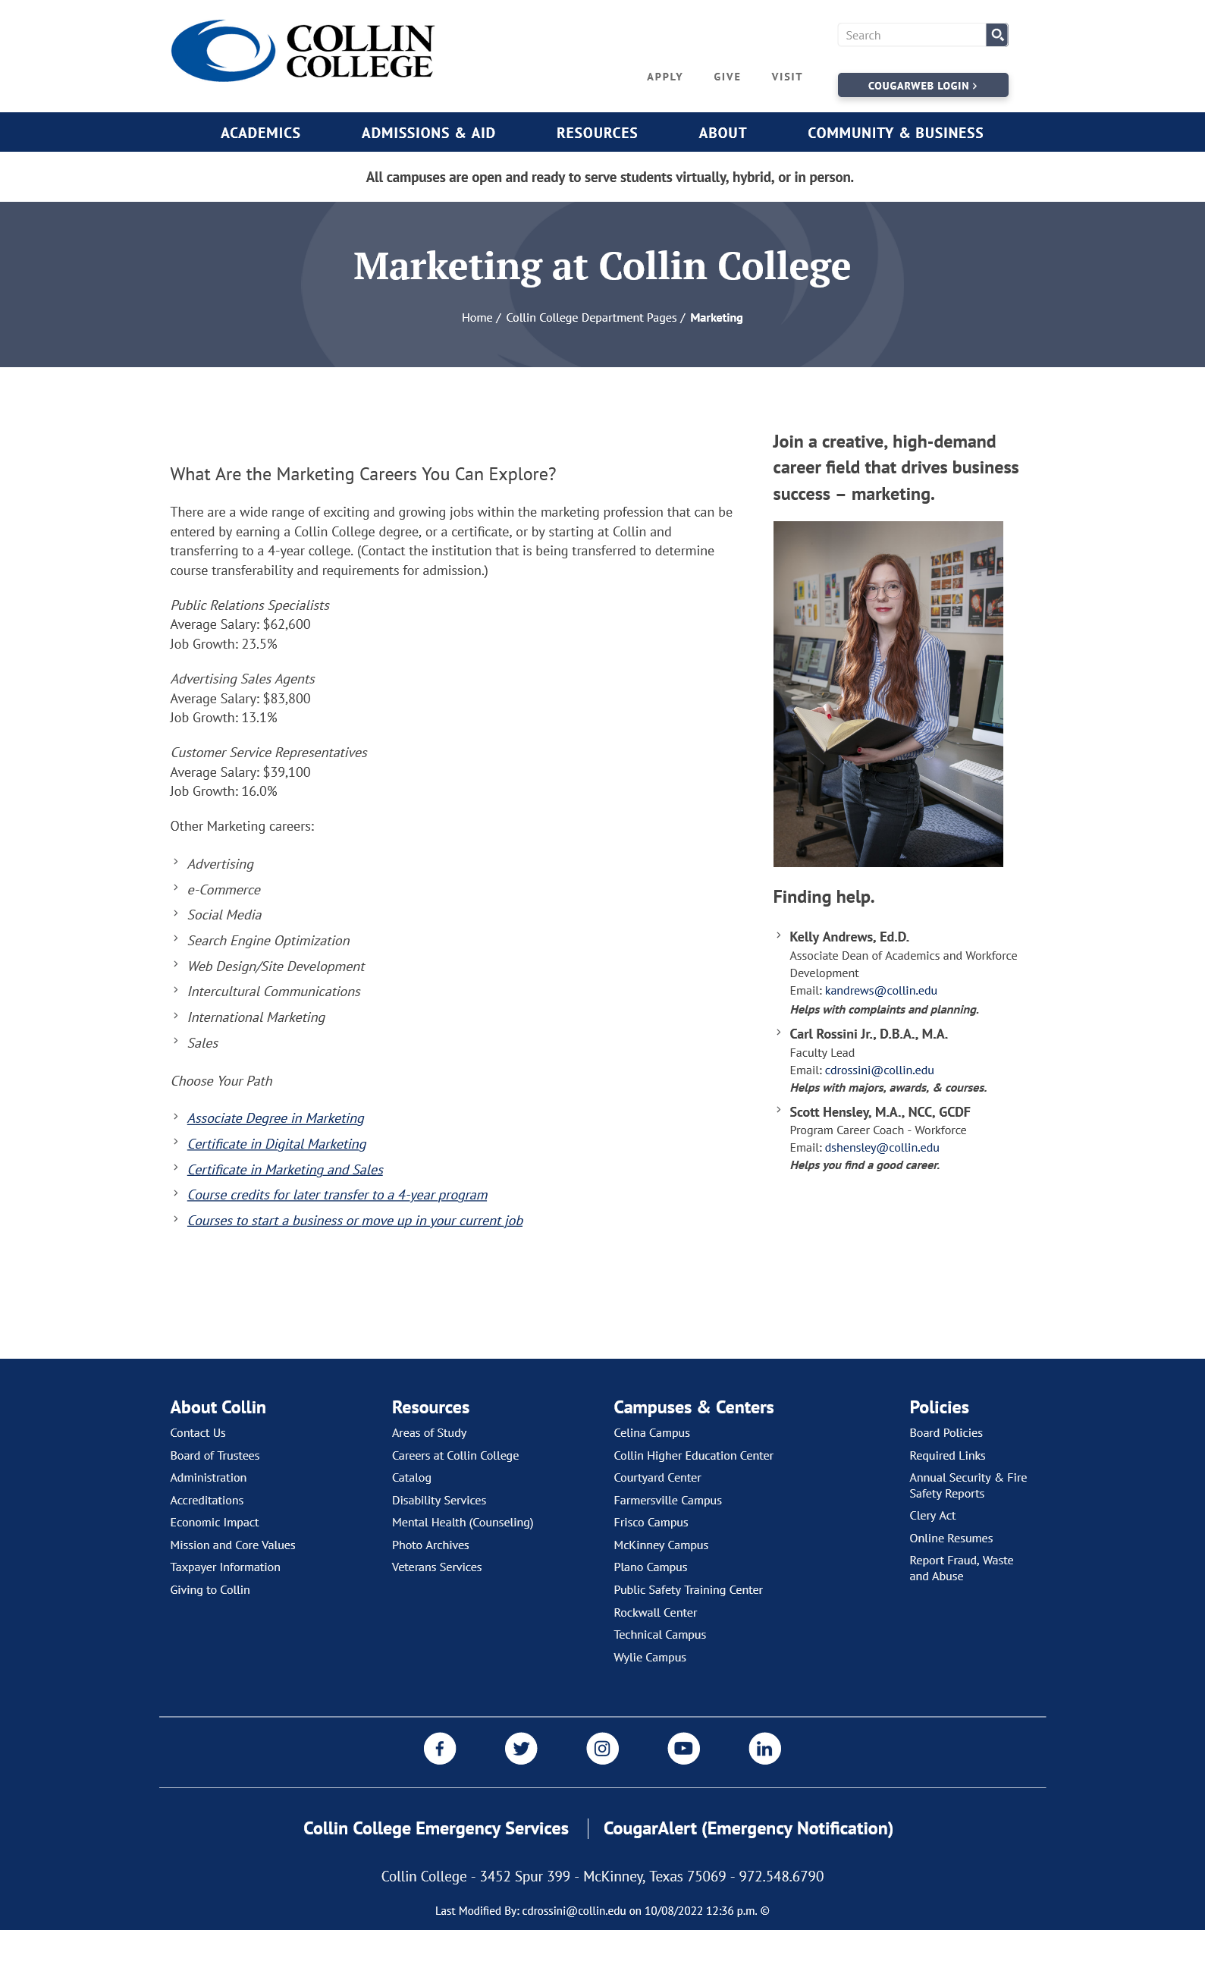 COLLIN
COLLEGE
Search
APPLY GIVE VISIT
COUGARWEB LOGIN
ACADEMICS ADMISSIONS & AID RESOURCES ABOUT COMMUNITY & BUSINESS
All campuses are open and ready to serve students virtually, hybrid, or in person.
Marketing at Collin College
Home / Collin College Department Pages / Marketing
What Are the Marketing Careers You Can Explore?
There are a wide range of exciting and growing jobs within the marketing profession that can be
entered by earning a Collin College degree, or a certificate, or by starting at Collin and
transferring to a 4-year college. (Contact the institution that is being transferred to determine
course transferability and requirements for admission.)
Public Relations Specialists
Average Salary: $62,600
Job Growth: 23.5%
Advertising Sales Agents
Average Salary: $83,800
Job Growth: 13.1%
Customer Service Representatives
Average Salary: $39,100
Job Growth: 16.0%
Other Marketing careers:
Advertising
e-Commerce
Social Media
Search Engine Optimization
Web Design/Site Development
Intercultural Communications
International Marketing
Sales
Choose Your Path
Associate Degree in Marketing
Certificate in Digital Marketing
Certificate in Marketing and Sales
Course credits for later transfer to a 4-year program
Courses to start a business or move up in your current job
Join a creative, high-demand
career field that drives business
success – marketing.
Finding help.
Kelly Andrews, Ed.D.
Associate Dean of Academics and Workforce
Development
Email: kandrews@collin.edu
Helps with complaints and planning.
Carl Rossini Jr., D.B.A., M.A.
Faculty Lead
Email: cdrossini@collin.edu
Helps with majors, awards, & courses.
Scott Hensley, M.A., NCC, GCDF
Program Career Coach - Workforce
Email: dshensley@collin.edu
Helps you find a good career.
About Collin
Contact Us
Board of Trustees
Administration
Accreditations
Economic Impact
Mission and Core Values
Taxpayer Information
Giving to Collin
Resources
Areas of Study
Careers at Collin College
Catalog
Disability Services
Mental Health (Counseling)
Photo Archives
Veterans Services
Campuses & Centers
Celina Campus
Collin Higher Education Center
Courtyard Center
Farmersville Campus
Frisco Campus
McKinney Campus
Plano Campus
Public Safety Training Center
Rockwall Center
Technical Campus
Wylie Campus
Policies
Board Policies
Required Links
Annual Security & Fire
Safety Reports
Clery Act
Online Resumes
Report Fraud, Waste
and Abuse
Collin College Emergency Services | CougarAlert (Emergency Notification)
Collin College - 3452 Spur 399 - McKinney, Texas 75069 - 972.548.6790
Last Modified By: cdrossini@collin.edu on 10/08/2022 12:36 p.m. ©